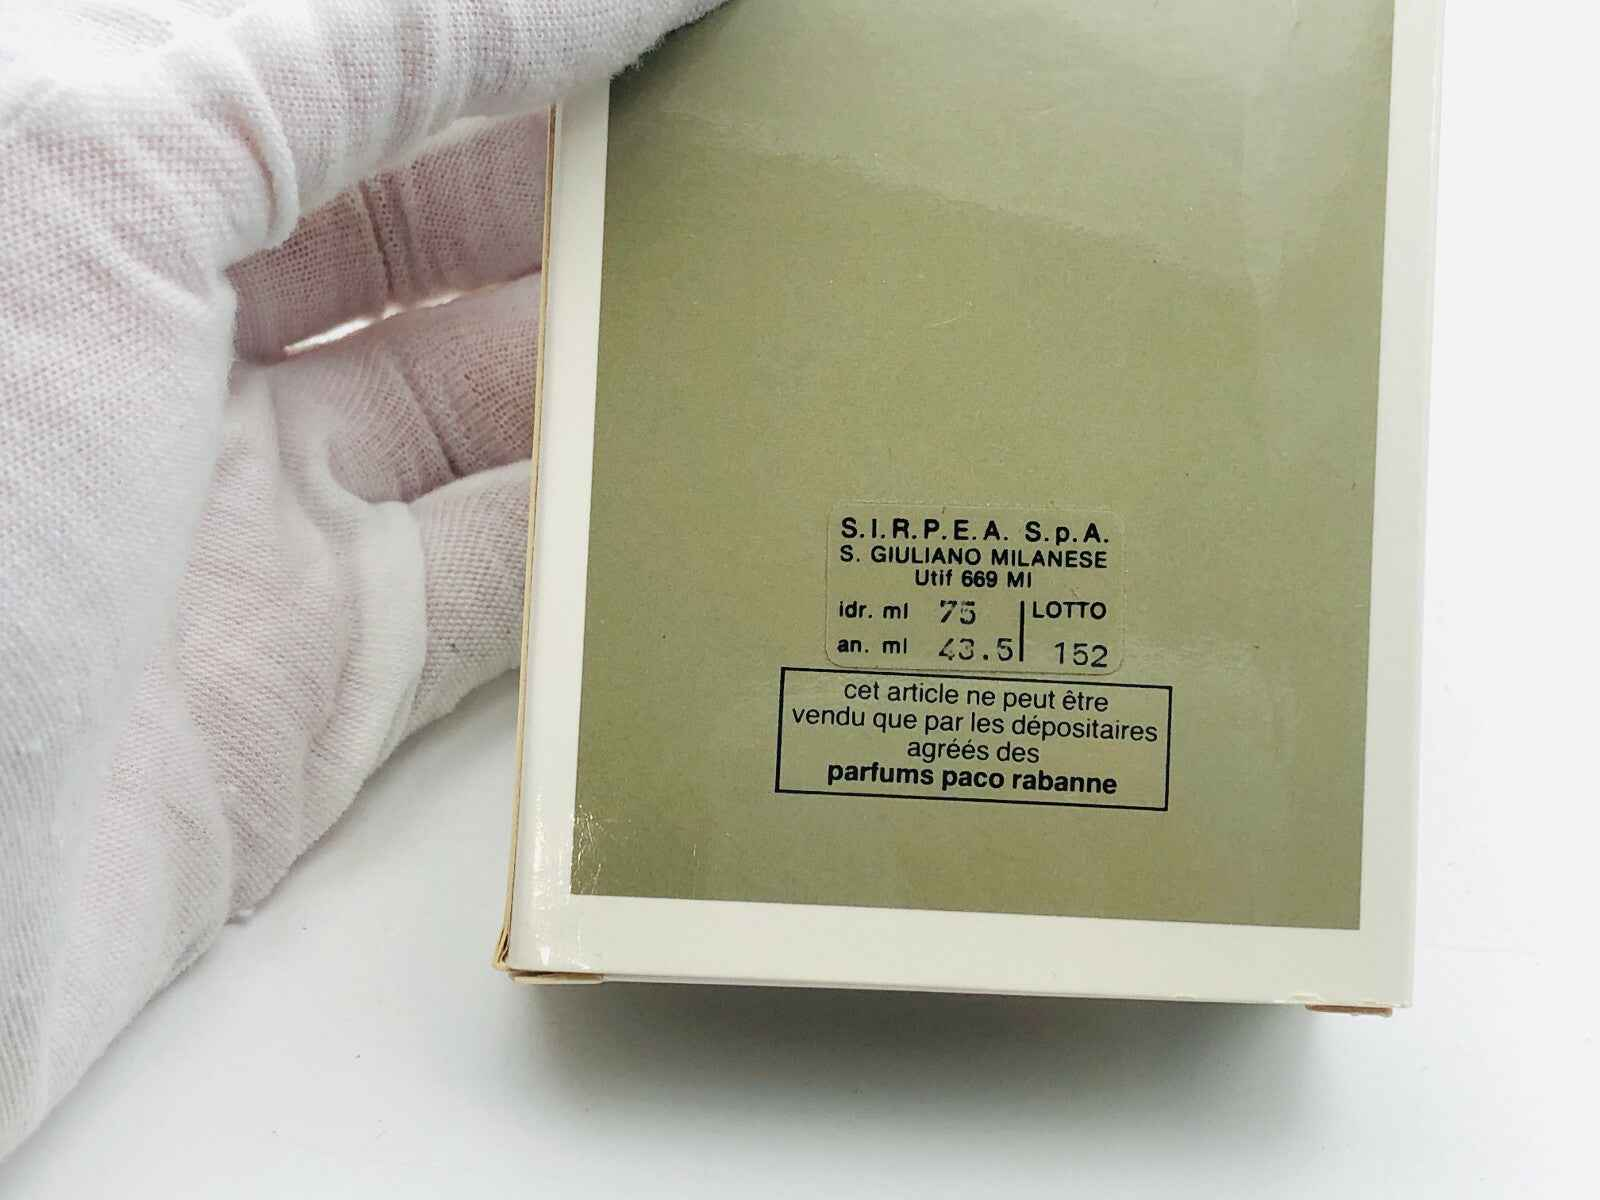 S.I.R.P.E.A. S.p.A.
S. GIULIANO MILANESE
Utif 669 MI
idr. ml 75 LOTTO
an. ml 43.5 152
cet article ne peut être
vendu que par les dépositaires
agréés des
parfums paco rabanne